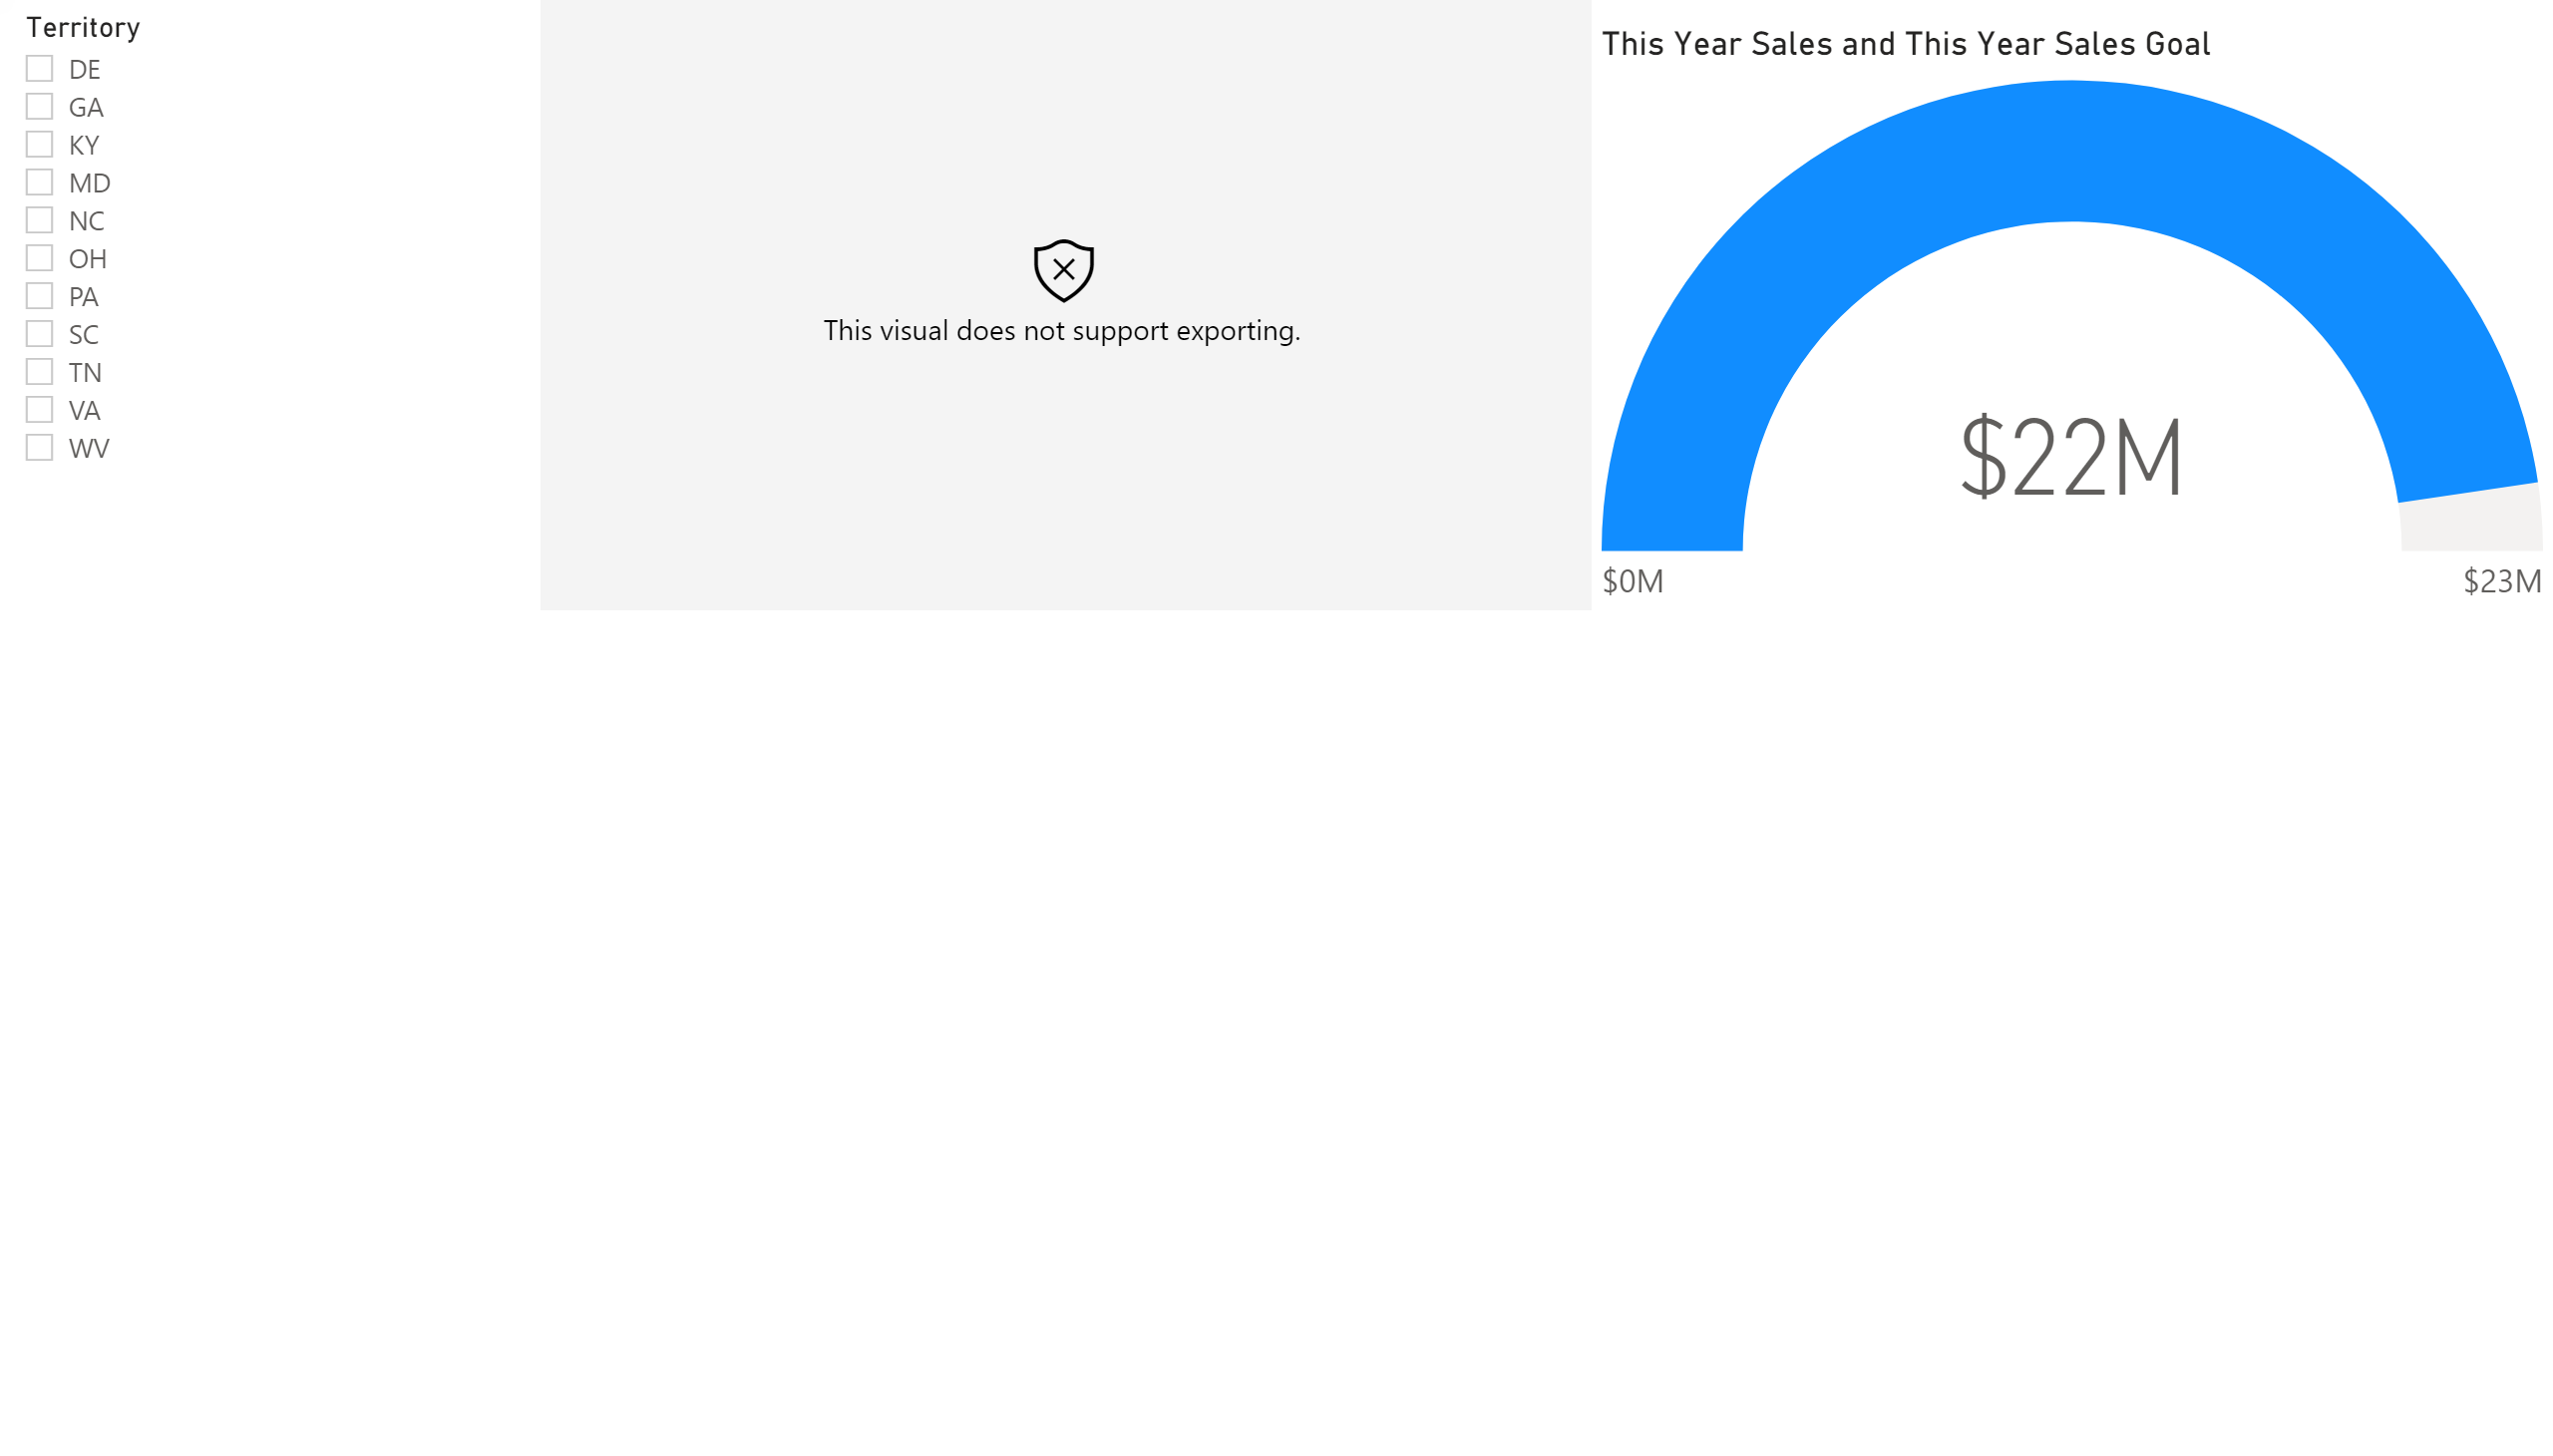 Territory
DE
GA
KY
MD
NC
OH
PA
SC
TN
VA
WV
This visual does not support exporting.
This Year Sales and This Year Sales Goal
$22M
$0M
$23M